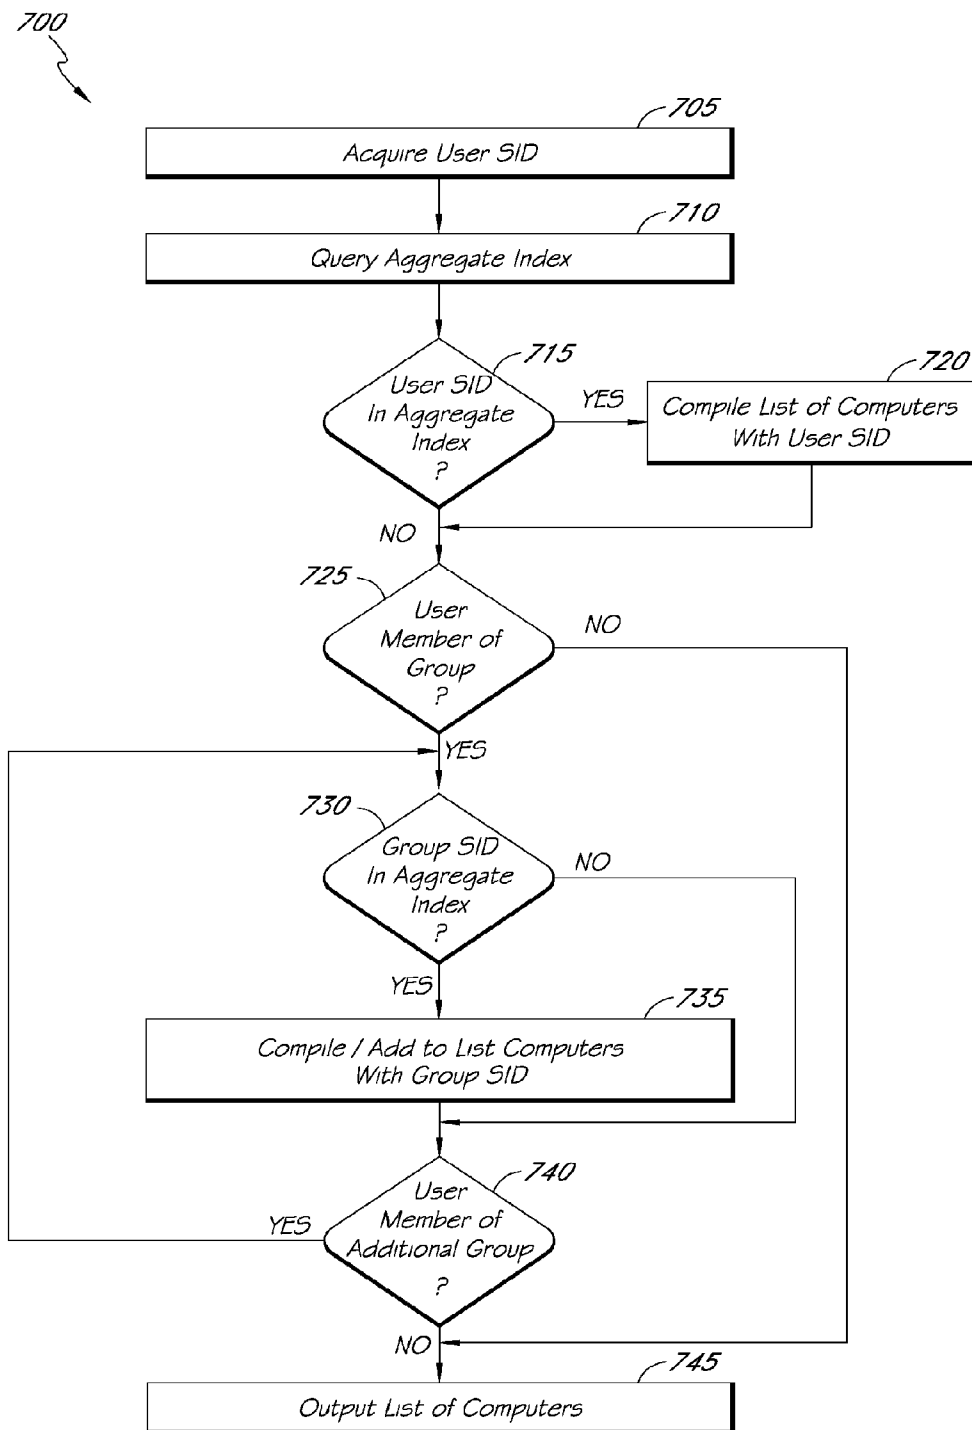 700
705
Acquire User SID
710
Query Aggregate Index
715
User SID
In Aggregate
Index
?
YES
720
Compile List of Computers
With User SID
NO
725
User
Member of
Group
?
NO
YES
730
Group SID
In Aggregate
Index
?
NO
YES
735
Compile / Add to List Computers
With Group SID
740
User
Member of
Additional Group
?
YES
NO
745
Output List of Computers